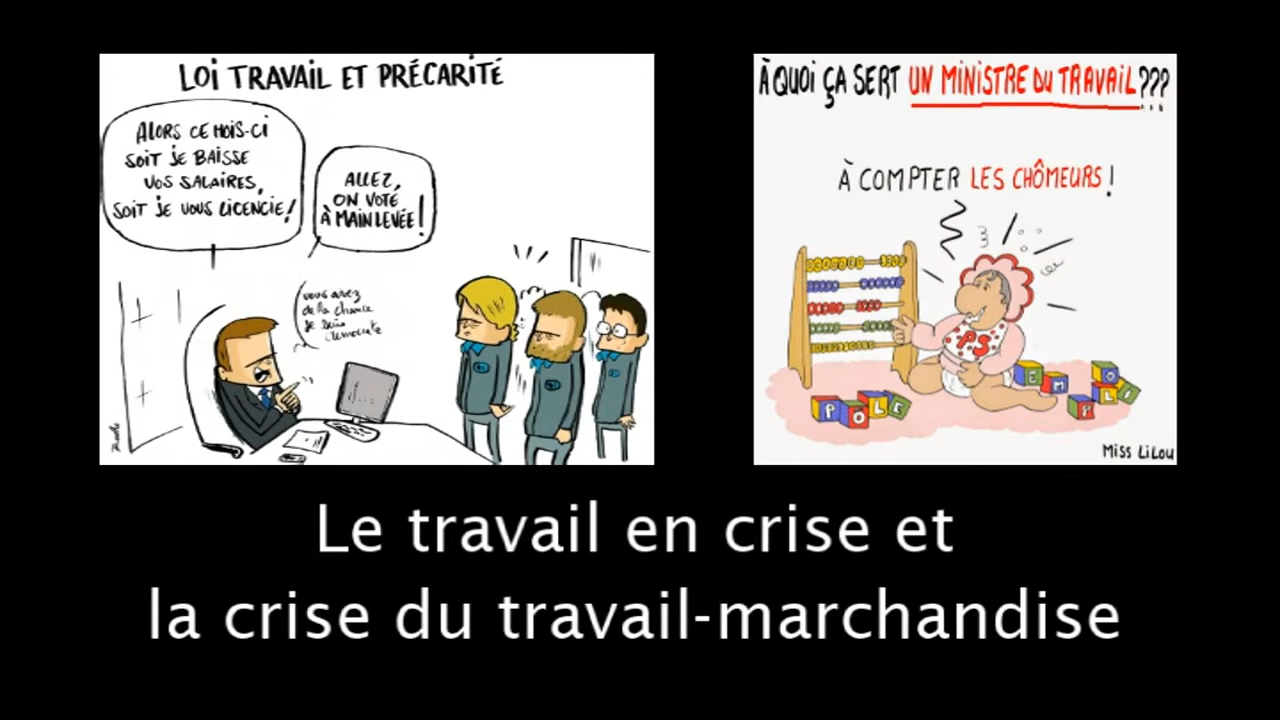 LOI TRAVAIL ET PRÉCARITÉ
ALORS CE MOIS-CI
SOIT JE BAISSE
VOS SALAIRES,
SOIT JE VOUS LICENCIE!
ALLEZ,
ON VOTE
À MAIN LEVÉE!
vous avez
de la chance
je suis
démocrate
À QUOI ÇA SERT UN MINISTRE DU TRAVAIL???
À COMPTER LES CHÔMEURS!
PS
POLE
EMPLOI
MISS LILOU
Le travail en crise et
la crise du travail-marchandise